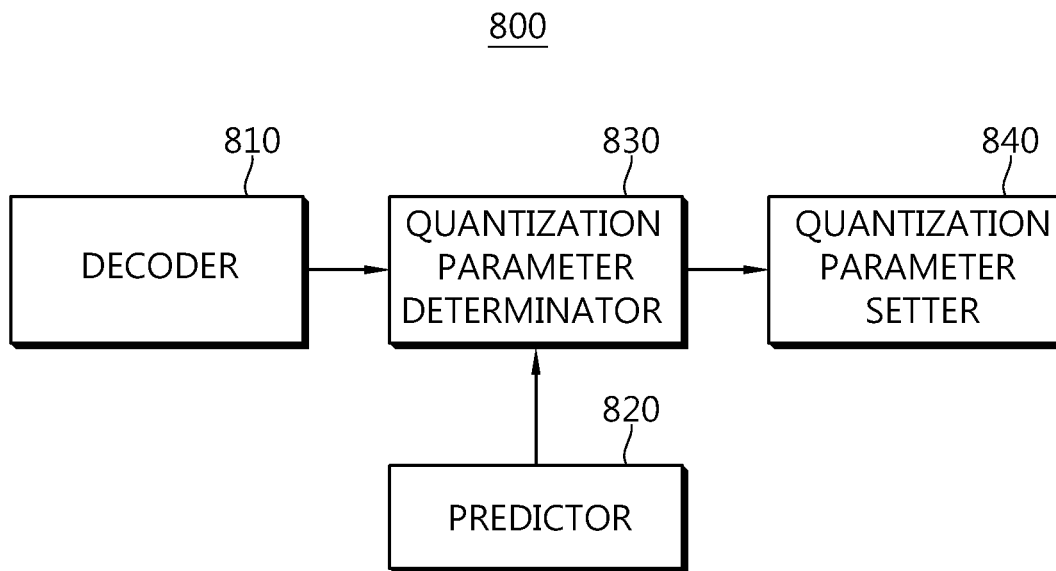 800
810
830
840
DECODER
QUANTIZATION
PARAMETER
DETERMINATOR
QUANTIZATION
PARAMETER
SETTER
820
PREDICTOR